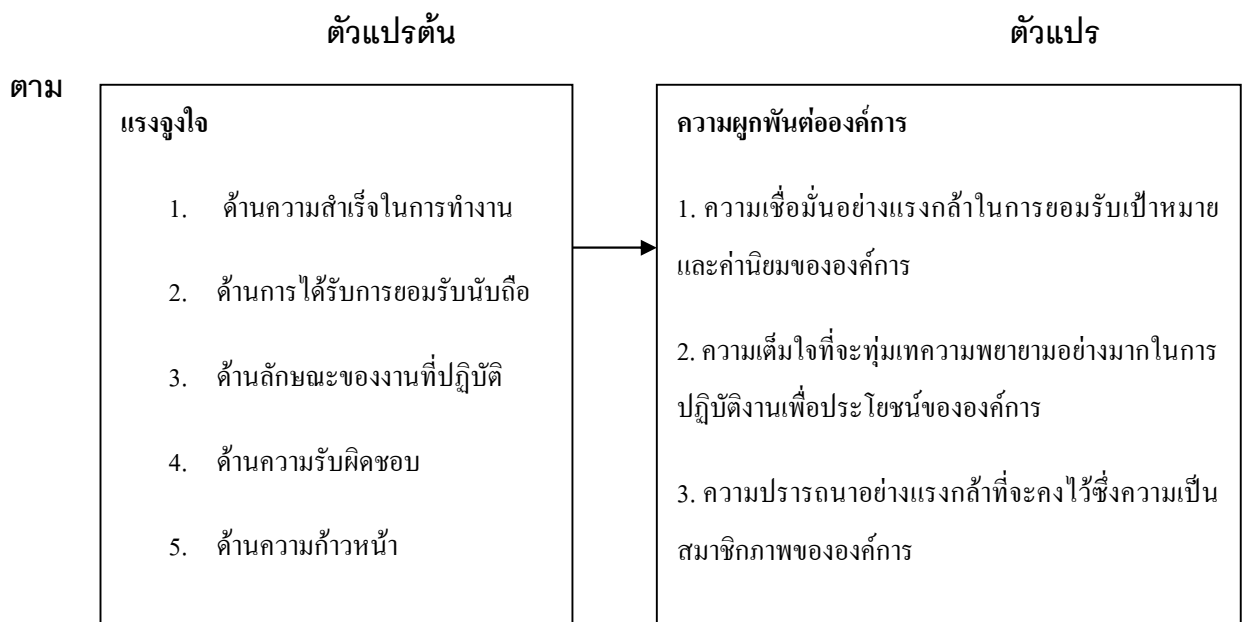 ตัวแปรต้น ตัวแปร
ตาม
แรงจูงใจ
1. ด้านความสำเร็จในการทำงาน
2. ด้านการได้รับการยอมรับนับถือ
3. ด้านลักษณะของงานที่ปฏิบัติ
4. ด้านความรับผิดชอบ
5. ด้านความก้าวหน้า
ความผูกพันต่อองค์การ
1. ความเชื่อมั่นอย่างแรงกล้าในการยอมรับเป้าหมาย
และค่านิยมขององค์การ
2. ความเต็มใจที่จะทุ่มเทความพยายามอย่างมากในการ
ปฏิบัติงานเพื่อประโยชน์ขององค์การ
3. ความปรารถนาอย่างแรงกล้าที่จะคงไว้ซึ่งความเป็น
สมาชิกภาพขององค์การ